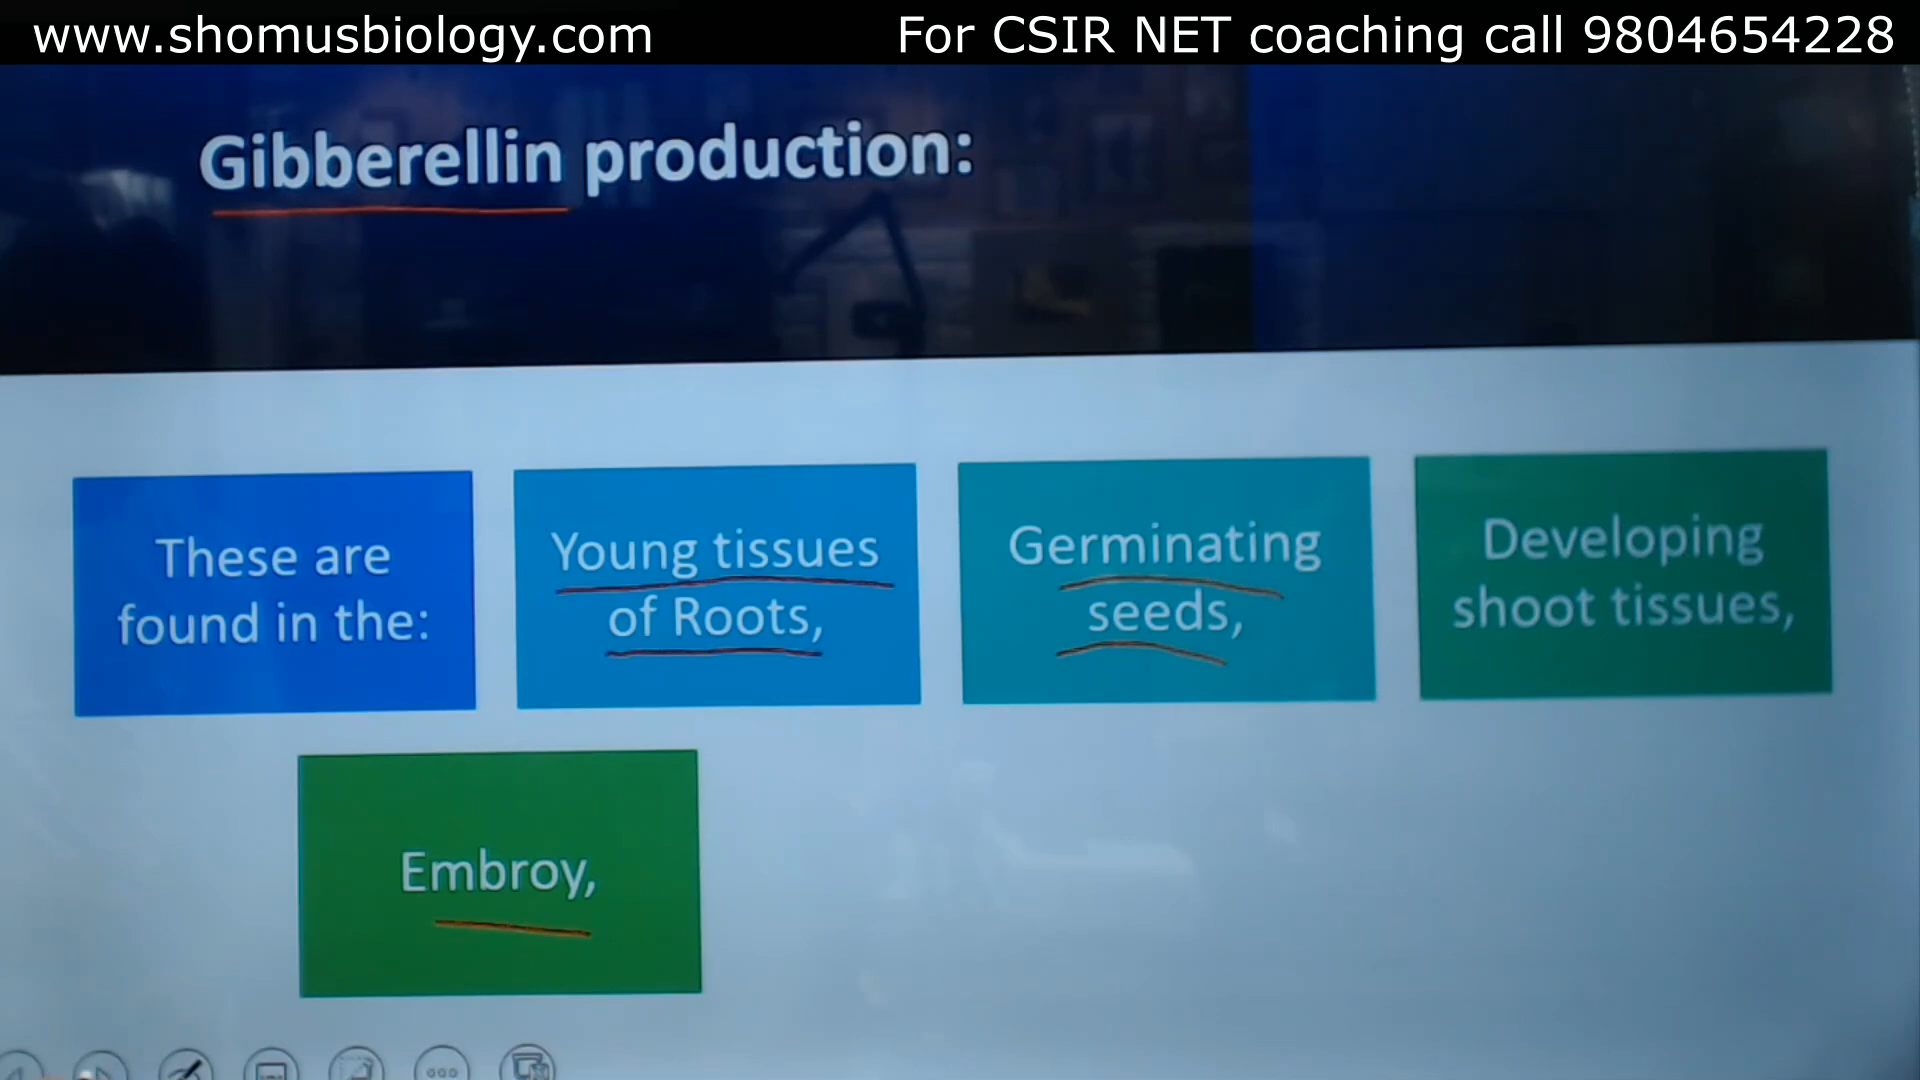 www.shomusbiology.com
For CSIR NET coaching call 9804654228
Gibberellin production:
These are
found in the:
Young tissues
of Roots,
Germinating
seeds,
Developing
shoot tissues,
Embroy,